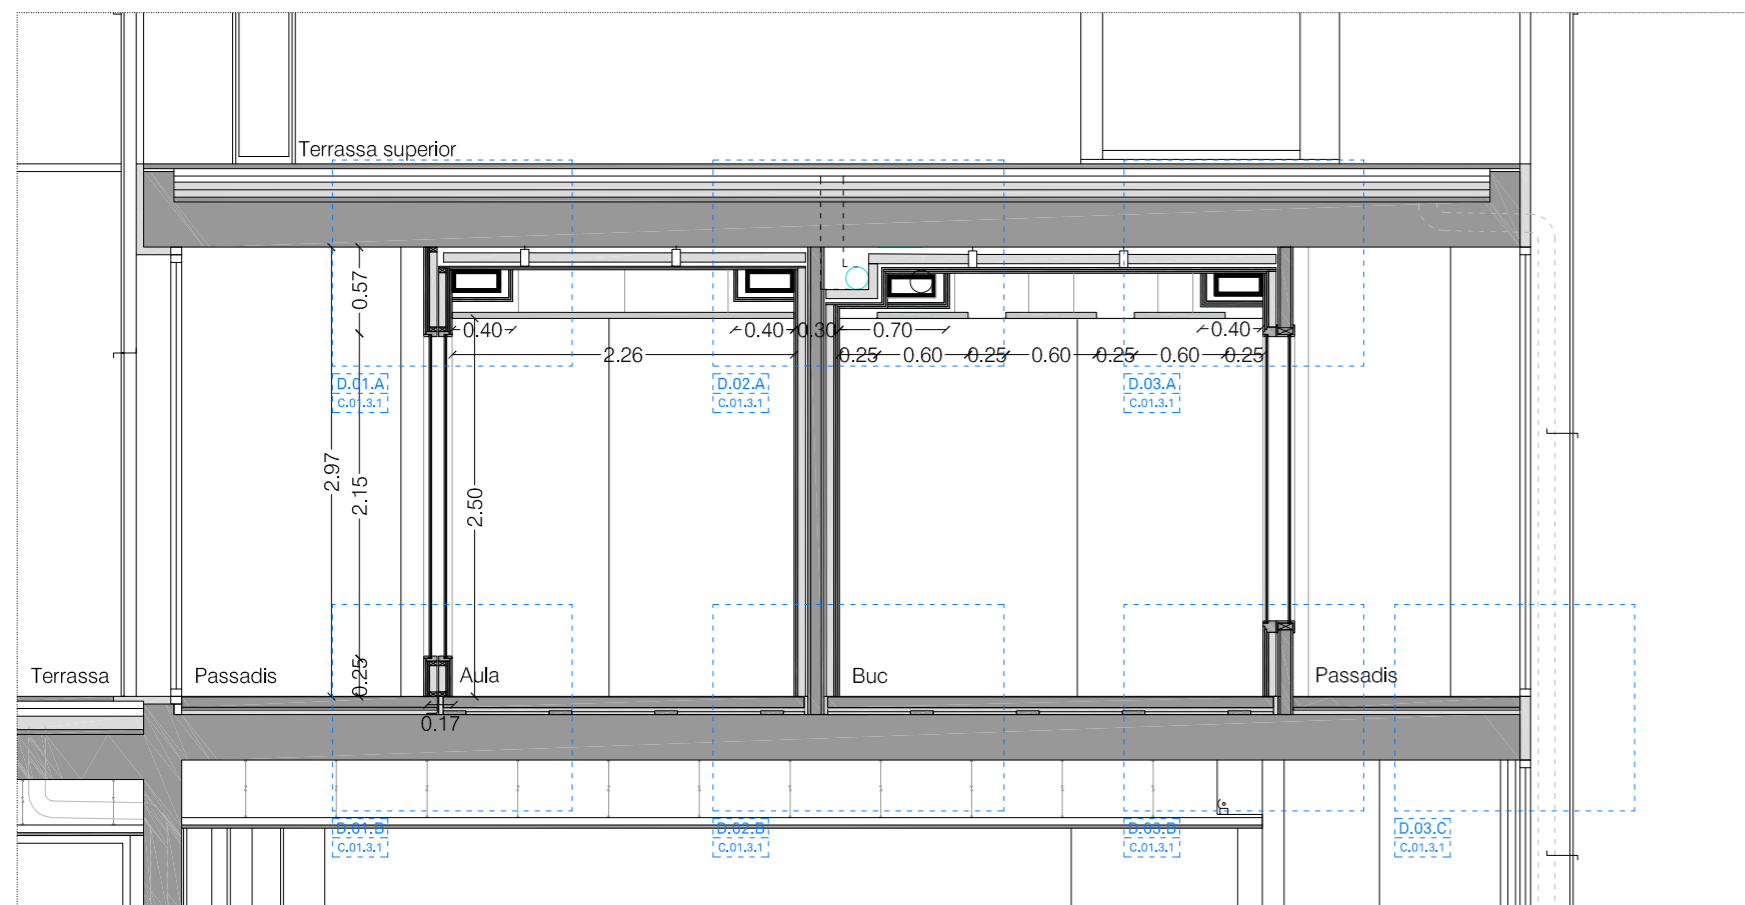 Terrassa superior
0.57
0.40
0.40
0.30
0.70
0.40
2.26
0.25
0.60
0.25
0.60
0.25
0.60
0.25
D.01.A
C.01.3.1
D.02.A
C.01.3.1
D.03.A
C.01.3.1
2.97
2.15
2.50
0.25
Terrassa
Passadis
Aula
Buc
Passadis
0.17
D.01.B
C.01.3.1
D.02.B
C.01.3.1
D.03.B
C.01.3.1
D.03.C
C.01.3.1